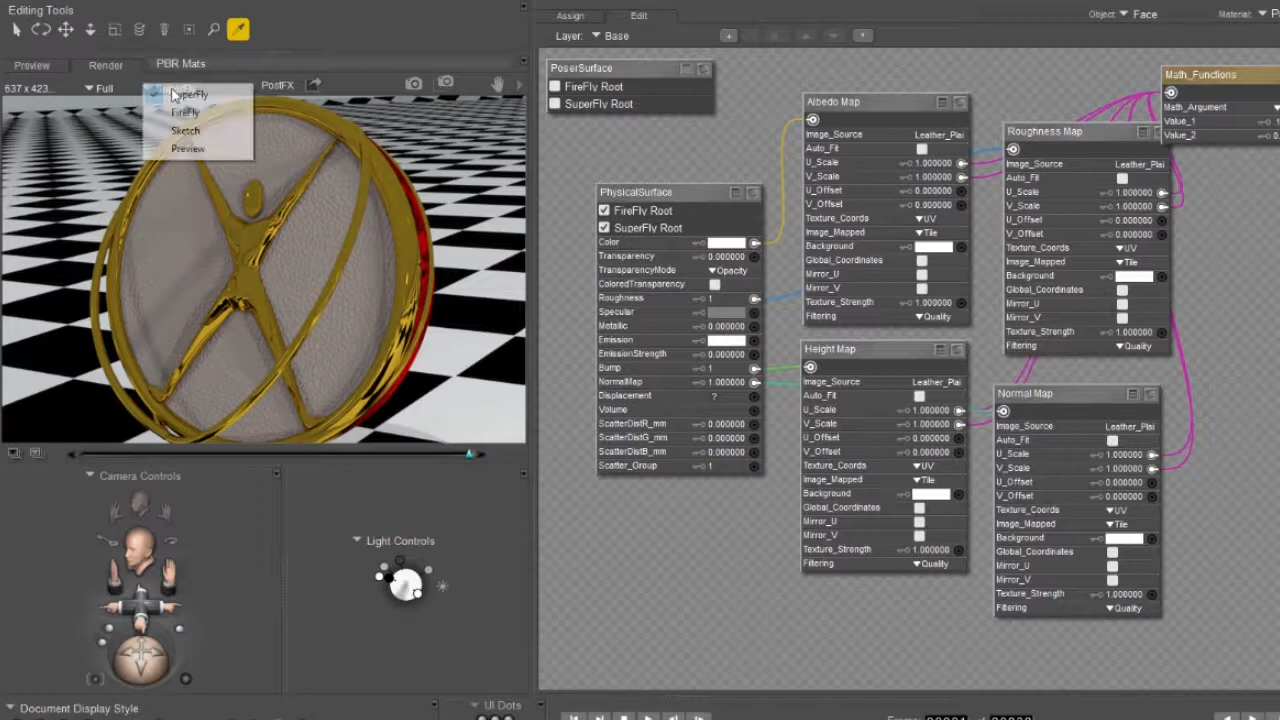 Editing Tools
Preview
Render
PBR Mats
637 x 423...
Full
PostFX
SuperFly
FireFly
Sketch
Preview
Camera Controls
Light Controls
Document Display Style
UI Dots
Assign
Edit
Object:
Face
Material:
Layer:
Base
PoserSurface
FireFly Root
SuperFly Root
PhysicalSurface
FireFly Root
SuperFly Root
Color
Transparency 0.000000
TransparencyMode Opacity
ColoredTransparency
Roughness 1
Specular
Metallic 0.000000
Emission
EmissionStrength 0.000000
Bump 1
NormalMap 1.000000
Displacement ?
Volume
ScatterDistR_mm 0.000000
ScatterDistG_mm 0.000000
ScatterDistB_mm 0.000000
Scatter_Group 1
Albedo Map
Image_Source Leather_Plai
Auto_Fit
U_Scale 1.000000
V_Scale 1.000000
U_Offset 0.000000
V_Offset 0.000000
Texture_Coords UV
Image_Mapped Tile
Background
Global_Coordinates
Mirror_U
Mirror_V
Texture_Strength 1.000000
Filtering Quality
Height Map
Image_Source Leather_Plai
Auto_Fit
U_Scale 1.000000
V_Scale 1.000000
U_Offset 0.000000
V_Offset 0.000000
Texture_Coords UV
Image_Mapped Tile
Background
Global_Coordinates
Mirror_U
Mirror_V
Texture_Strength 1.000000
Filtering Quality
Roughness Map
Image_Source Leather_Plai
Auto_Fit
U_Scale 1.000000
V_Scale 1.000000
U_Offset 0.000000
V_Offset 0.000000
Texture_Coords UV
Image_Mapped Tile
Background
Global_Coordinates
Mirror_U
Mirror_V
Texture_Strength 1.000000
Filtering Quality
Normal Map
Image_Source Leather_Plai
Auto_Fit
U_Scale 1.000000
V_Scale 1.000000
U_Offset 0.000000
V_Offset 0.000000
Texture_Coords UV
Image_Mapped Tile
Background
Global_Coordinates
Mirror_U
Mirror_V
Texture_Strength 1.000000
Filtering Quality
Math_Functions
Math_Argument
Value_1
Value_2